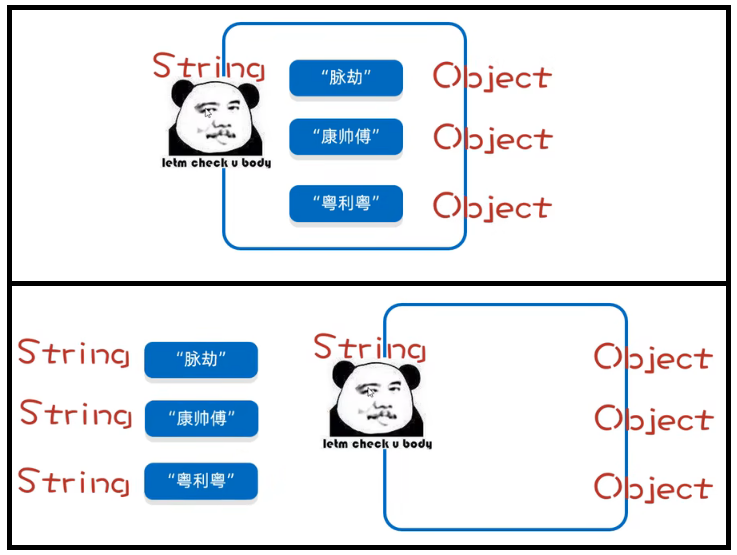 String
"脉劫"
Object
letm check u body
"康帅傅"
Object
"粤利粤"
Object
String
"脉劫"
String
Object
String
"康帅傅"
letm check u body
Object
String
"粤利粤"
Object